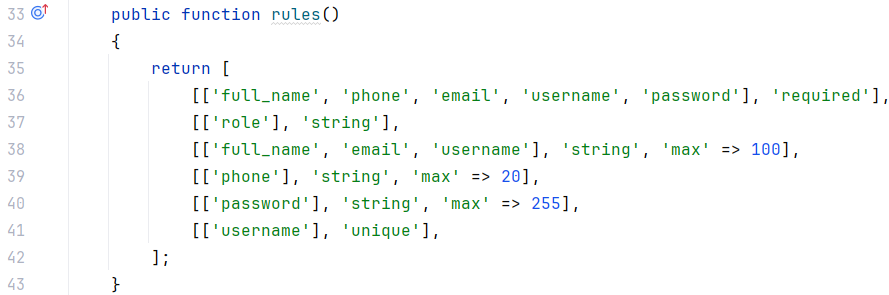 33 public function rules()
34 {
35 return [
36 [['full_name', 'phone', 'email', 'username', 'password'], 'required'],
37 [['role'], 'string'],
38 [['full_name', 'email', 'username'], 'string', 'max' => 100],
39 [['phone'], 'string', 'max' => 20],
40 [['password'], 'string', 'max' => 255],
41 [['username'], 'unique'],
42 ];
43 }